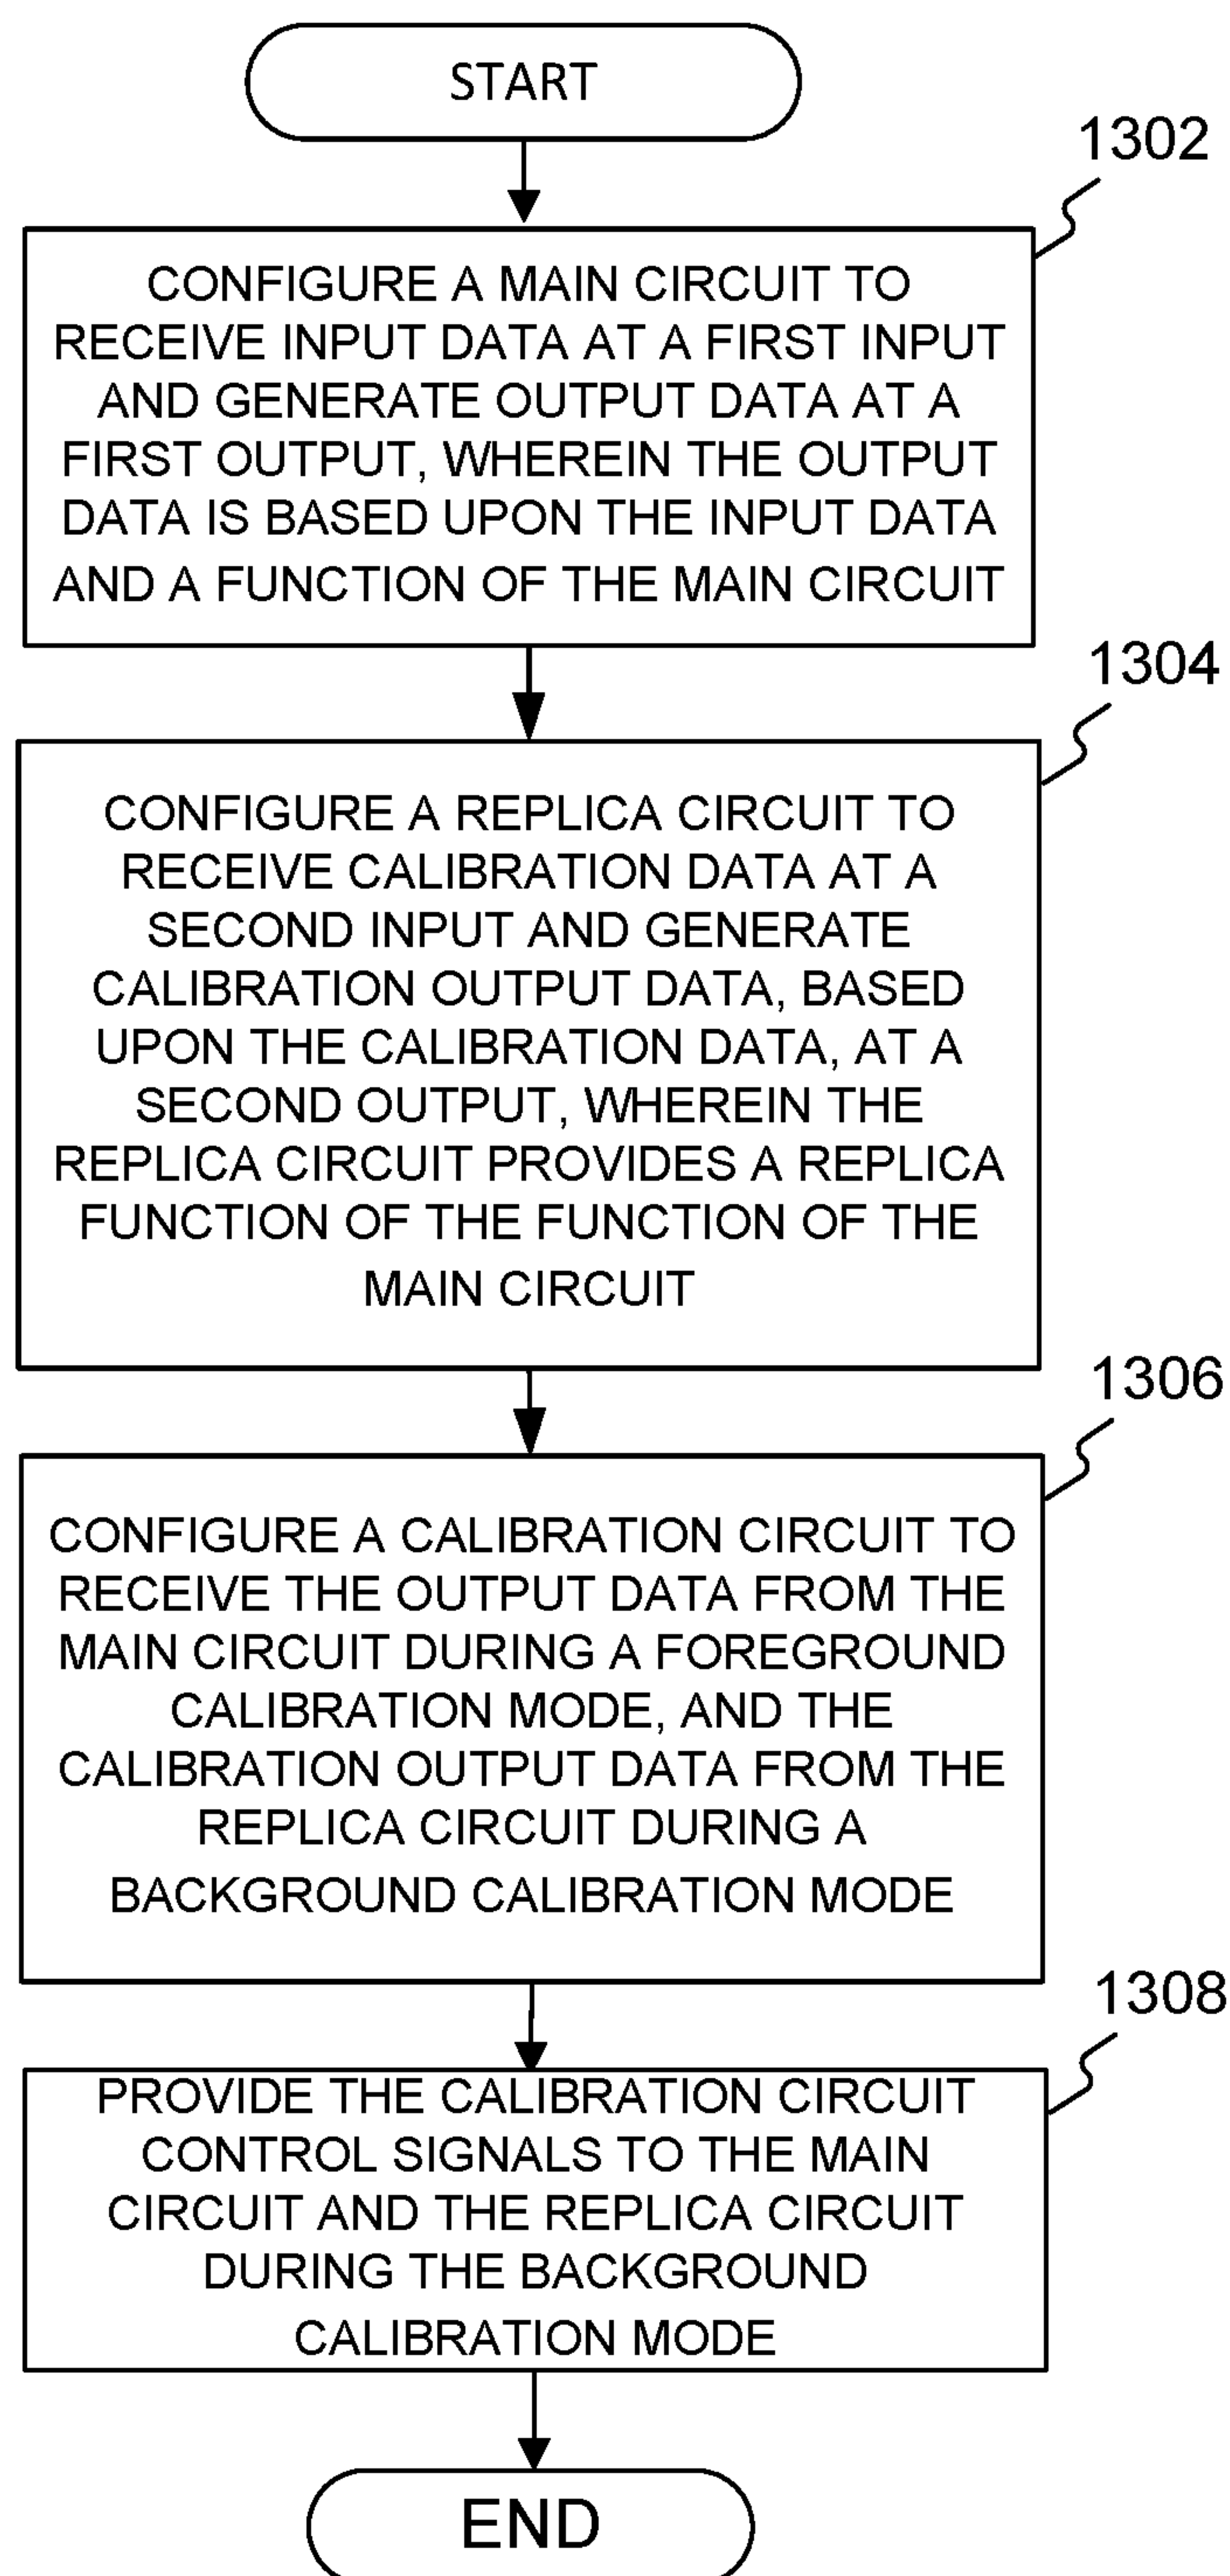 START
1302
CONFIGURE A MAIN CIRCUIT TO
RECEIVE INPUT DATA AT A FIRST INPUT
AND GENERATE OUTPUT DATA AT A
FIRST OUTPUT, WHEREIN THE OUTPUT
DATA IS BASED UPON THE INPUT DATA
AND A FUNCTION OF THE MAIN CIRCUIT
1304
CONFIGURE A REPLICA CIRCUIT TO
RECEIVE CALIBRATION DATA AT A
SECOND INPUT AND GENERATE
CALIBRATION OUTPUT DATA, BASED
UPON THE CALIBRATION DATA, AT A
SECOND OUTPUT, WHEREIN THE
REPLICA CIRCUIT PROVIDES A REPLICA
FUNCTION OF THE FUNCTION OF THE
MAIN CIRCUIT
1306
CONFIGURE A CALIBRATION CIRCUIT TO
RECEIVE THE OUTPUT DATA FROM THE
MAIN CIRCUIT DURING A FOREGROUND
CALIBRATION MODE, AND THE
CALIBRATION OUTPUT DATA FROM THE
REPLICA CIRCUIT DURING A
BACKGROUND CALIBRATION MODE
1308
PROVIDE THE CALIBRATION CIRCUIT
CONTROL SIGNALS TO THE MAIN
CIRCUIT AND THE REPLICA CIRCUIT
DURING THE BACKGROUND
CALIBRATION MODE
END